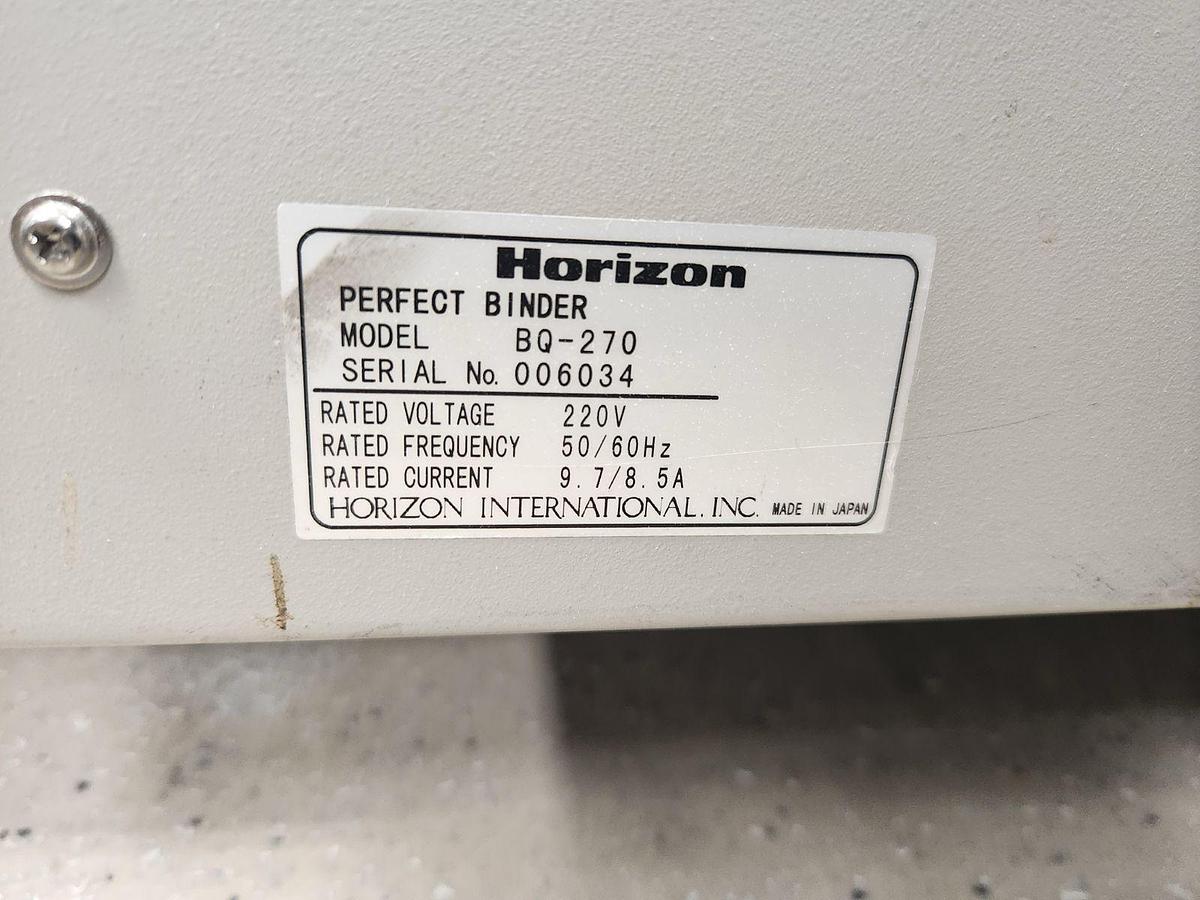 Horizon
PERFECT BINDER
MODEL BQ-270
SERIAL No. 006034
RATED VOLTAGE 220V
RATED FREQUENCY 50/60Hz
RATED CURRENT 9.7/8.5A
HORIZON INTERNATIONAL. INC. MADE IN JAPAN